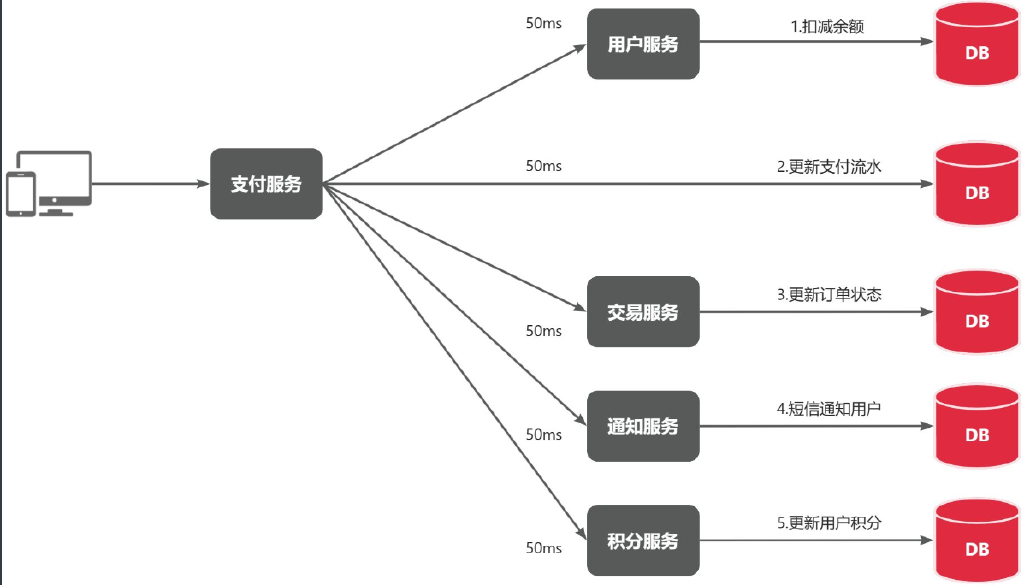 50ms
用户服务
1.扣减余额
DB
支付服务
50ms
2.更新支付流水
DB
交易服务
50ms
3.更新订单状态
DB
通知服务
50ms
4.短信通知用户
DB
积分服务
50ms
5.更新用户积分
DB